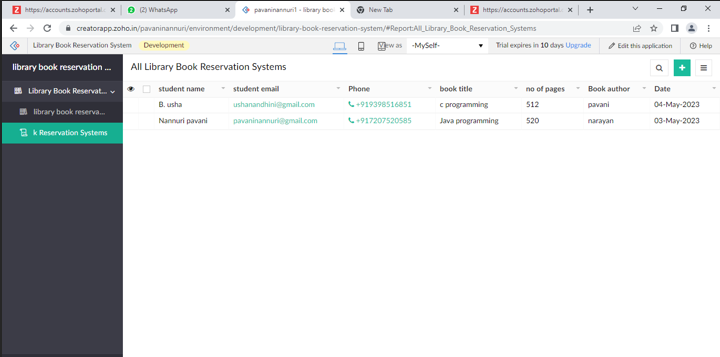 https://accounts.zohoportal.
(2) WhatsApp
pavaninannuri1 - library boo
New Tab
https://accounts.zohoportal.
creatorapp.zoho.in/pavaninannuri/environment/development/library-book-reservation-system/#Report:All_Library_Book_Reservation_Systems
Library Book Reservation System
Development
View as
-MySelf-
Trial expires in 10 days Upgrade
Edit this application
Help
library book reservation ...
Library Book Reservat...
library book reserva...
k Reservation Systems
All Library Book Reservation Systems
student name student email Phone book title no of pages Book author Date
B. usha ushanandhini@gmail.com +919398516851 c programming 512 pavani 04-May-2023
Nannuri pavani pavaninannuri@gmail.com +917207520585 Java programming 520 narayan 03-May-2023